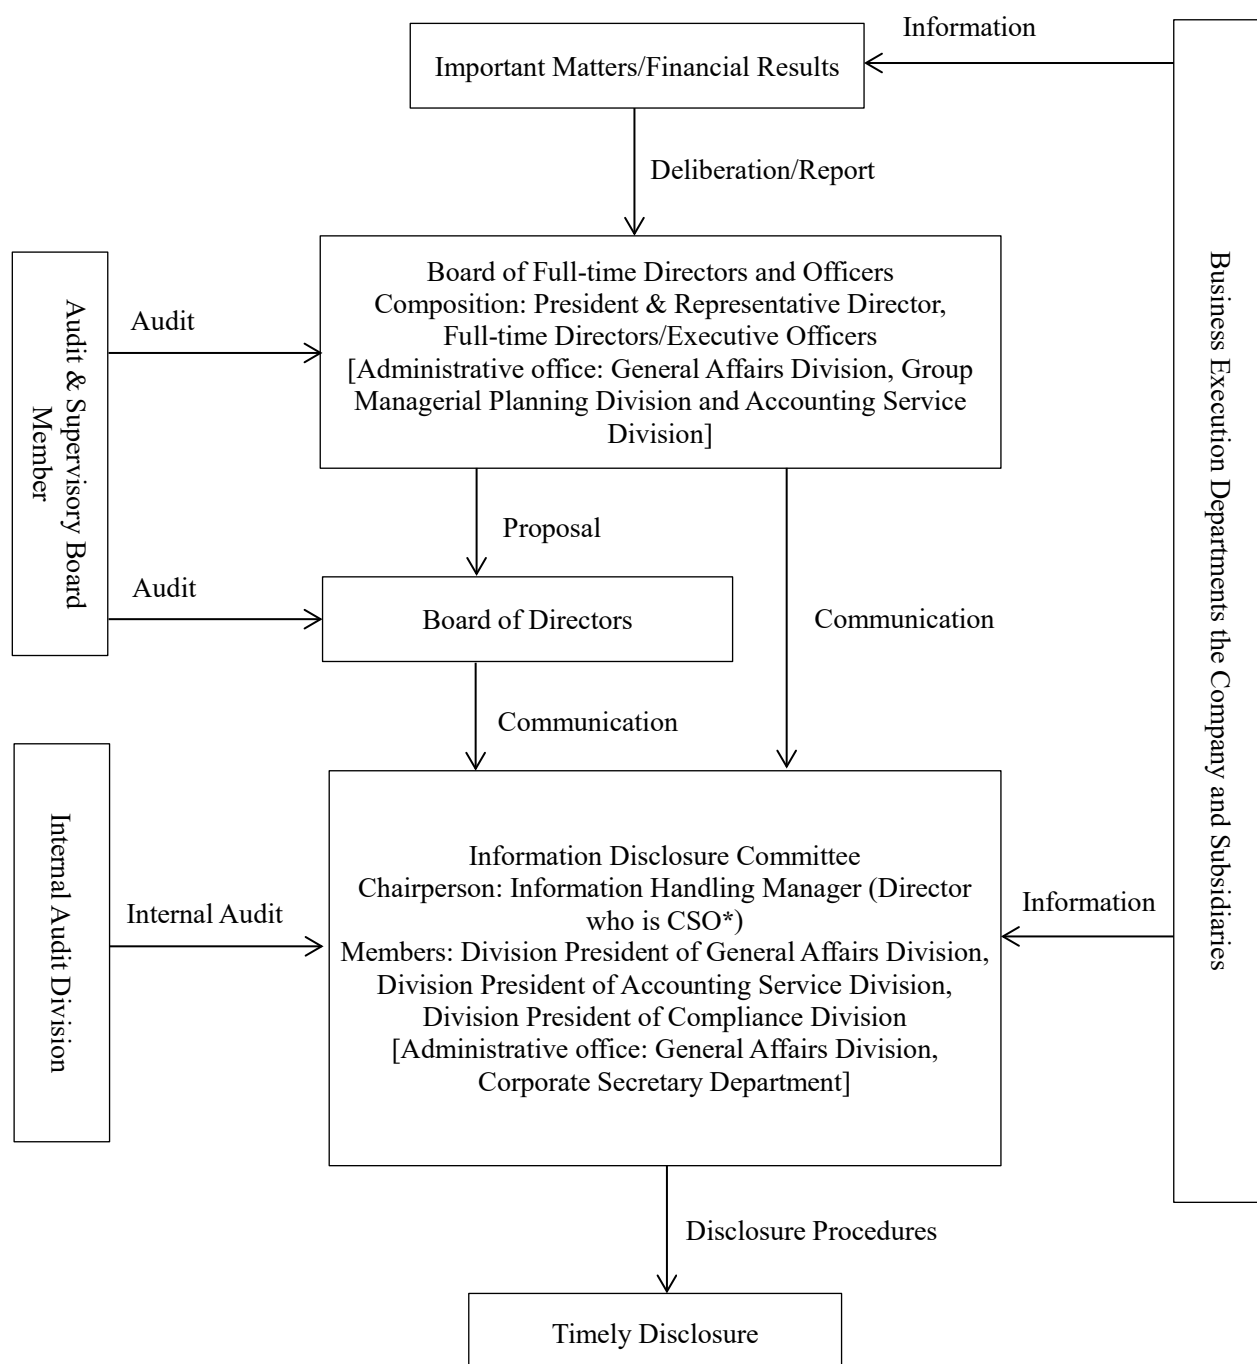 Information
Important Matters/Financial Results
Deliberation/Report
Board of Full-time Directors and Officers
Composition: President & Representative Director,
Full-time Directors/Executive Officers
[Administrative office: General Affairs Division, Group
Managerial Planning Division and Accounting Service
Division]
Audit & Supervisory Board
Member
Audit
Proposal
Audit
Board of Directors
Communication
Communication
Business Execution Departments the Company and Subsidiaries
Internal Audit Division
Internal Audit
Information Disclosure Committee
Chairperson: Information Handling Manager (Director
who is CSO*)
Members: Division President of General Affairs Division,
Division President of Accounting Service Division,
Division President of Compliance Division
[Administrative office: General Affairs Division,
Corporate Secretary Department]
Information
Disclosure Procedures
Timely Disclosure